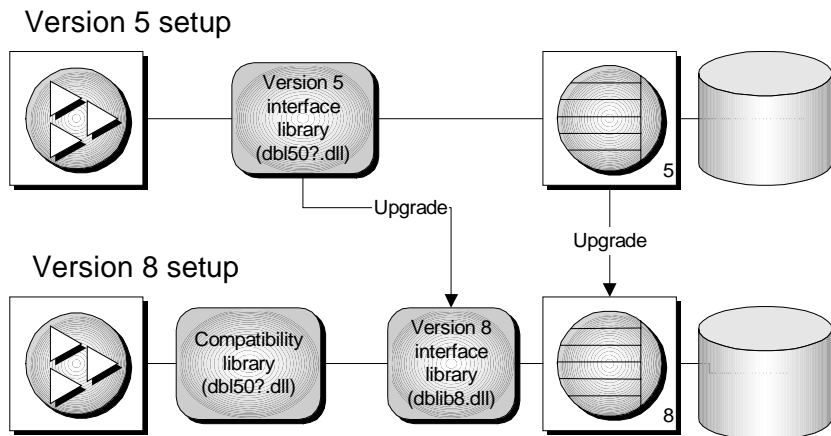 Version 5 setup
Version 5
interface
library
(dbl50?.dll)
5
Upgrade
Upgrade
Version 8 setup
Compatibility
library
(dbl50?.dll)
Version 8
interface
library
(dblib8.dll)
8